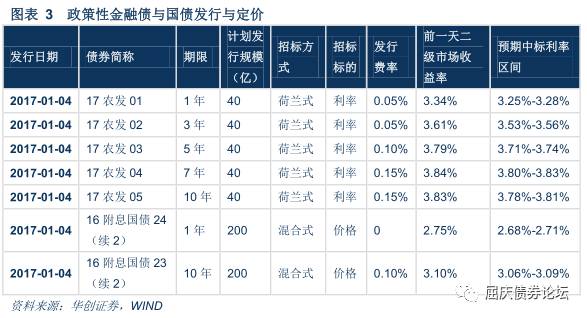 图表 3 政策性金融债与国债发行与定价
发行日期 债券简称 期限 计划发行规模（亿） 招标方式 招标标的 发行费率 前一天二级市场收益率 预期中标利率区间
2017-01-04 17 农发 01 1 年 40 荷兰式 利率 0.05% 3.34% 3.25%-3.28%
2017-01-04 17 农发 02 3 年 40 荷兰式 利率 0.05% 3.61% 3.53%-3.56%
2017-01-04 17 农发 03 5 年 40 荷兰式 利率 0.10% 3.79% 3.71%-3.74%
2017-01-04 17 农发 04 7 年 40 荷兰式 利率 0.15% 3.84% 3.80%-3.83%
2017-01-04 17 农发 05 10 年 40 荷兰式 利率 0.15% 3.83% 3.78%-3.81%
2017-01-04 16 附息国债 24（续 2） 1 年 200 混合式 价格 0 2.75% 2.68%-2.71%
2017-01-04 16 附息国债 23（续 2） 10 年 200 混合式 价格 0.10% 3.10% 3.06%-3.09%
资料来源：华创证券，WIND
屈庆债券论坛